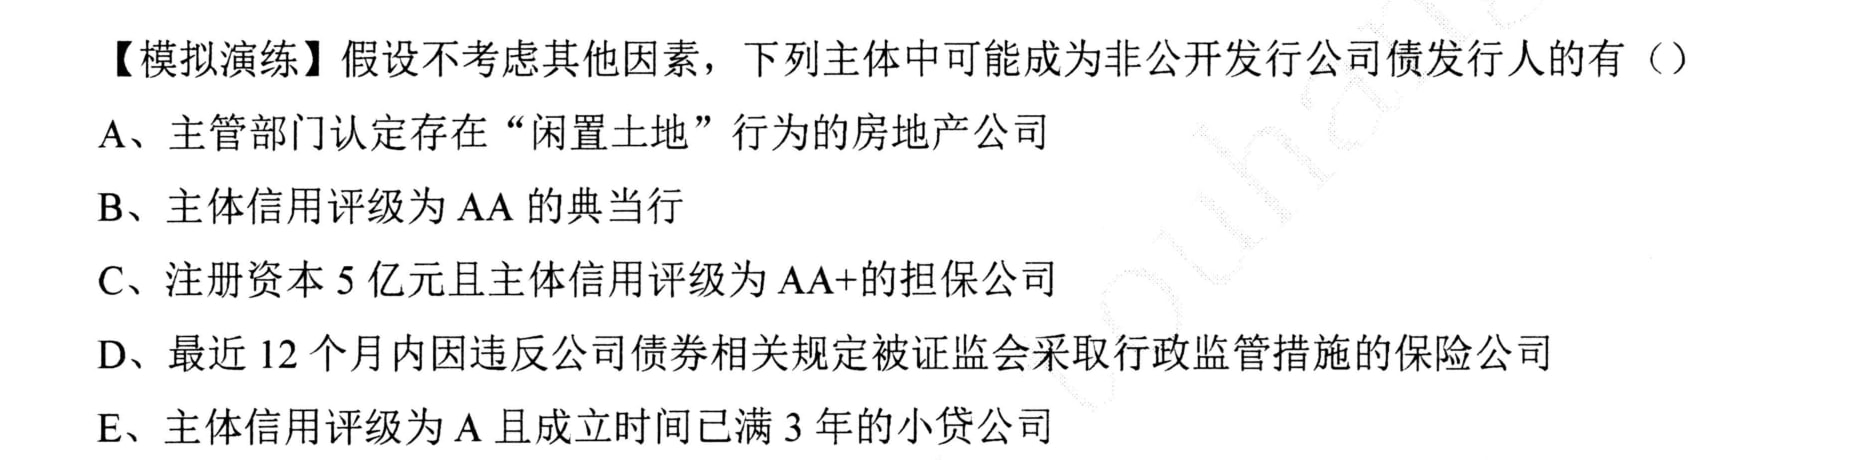 【模拟演练】假设不考虑其他因素，下列主体中可能成为非公开发行公司债发行人的有（）
A、主管部门认定存在“闲置土地”行为的房地产公司
B、主体信用评级为 AA 的典当行
C、注册资本 5 亿元且主体信用评级为 AA+的担保公司
D、最近 12 个月内因违反公司债券相关规定被证监会采取行政监管措施的保险公司
E、主体信用评级为 A 且成立时间已满 3 年的小贷公司